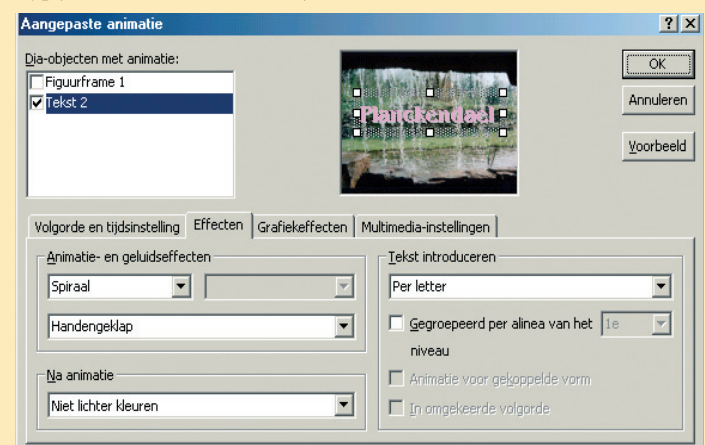 Aangepaste animatie
Dia-objecten met animatie:
Figuurframe 1
Tekst 2
Planckendael
OK
Annuleren
Voorbeeld
Volgorde en tijdsinstelling Effecten Grafiekeffecten Multimedia-instellingen
Animatie- en geluidseffecten
Spiraal
Handengeklap
Na animatie
Niet lichter kleuren
Tekst introduceren
Per letter
Gegroepeerd per alinea van het 1e
niveau
Animatie voor gekoppelde vorm
In omgekeerde volgorde